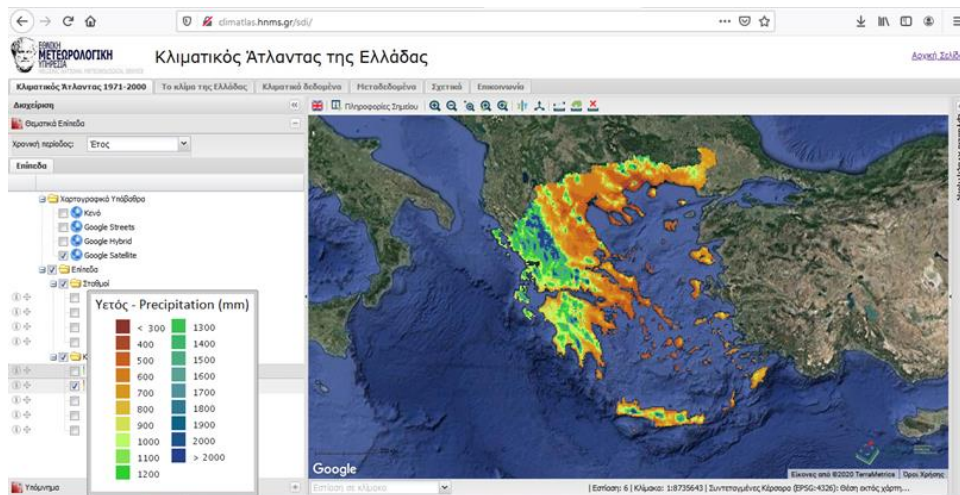 climatlas.hnms.gr/sdi/
ΕΘΝΙΚΗ
ΜΕΤΕΩΡΟΛΟΓΙΚΗ
ΥΠΗΡΕΣΙΑ
Κλιματικός Άτλαντας της Ελλάδας
Αρχική Σελίδ
Κλιματικός Άτλαντας 1971-2000 Το κλίμα της Ελλάδας Κλιματικά δεδομένα Μεταδεδομένα Σχετικά Επικοινωνία
Διαχείριση
Πληροφορίες Σημείου
Θεματικά Επίπεδα
Χρονική περίοδος: Έτος
Επίπεδα
Χαρτογραφικά Υπόβαθρα
Κενό
Google Streets
Google Hybrid
Google Satellite
Επίπεδα
Σταθμοί
Υετός - Precipitation (mm)
< 300 1300
400 1400
500 1500
600 1600
700 1700
800 1800
900 1900
1000 2000
1100 > 2000
1200
Κ
Google
Εικόνες από ©2020 TerraMetrics Όροι Χρήσης
Υπόμνημα
Εστίαση σε κλίμακα
Εστίαση: 6 | Κλίμακα: 1:8735643 | Συντεταγμένες Κέρσορα (EPSG:4326): Θέση εκτός χάρτη...